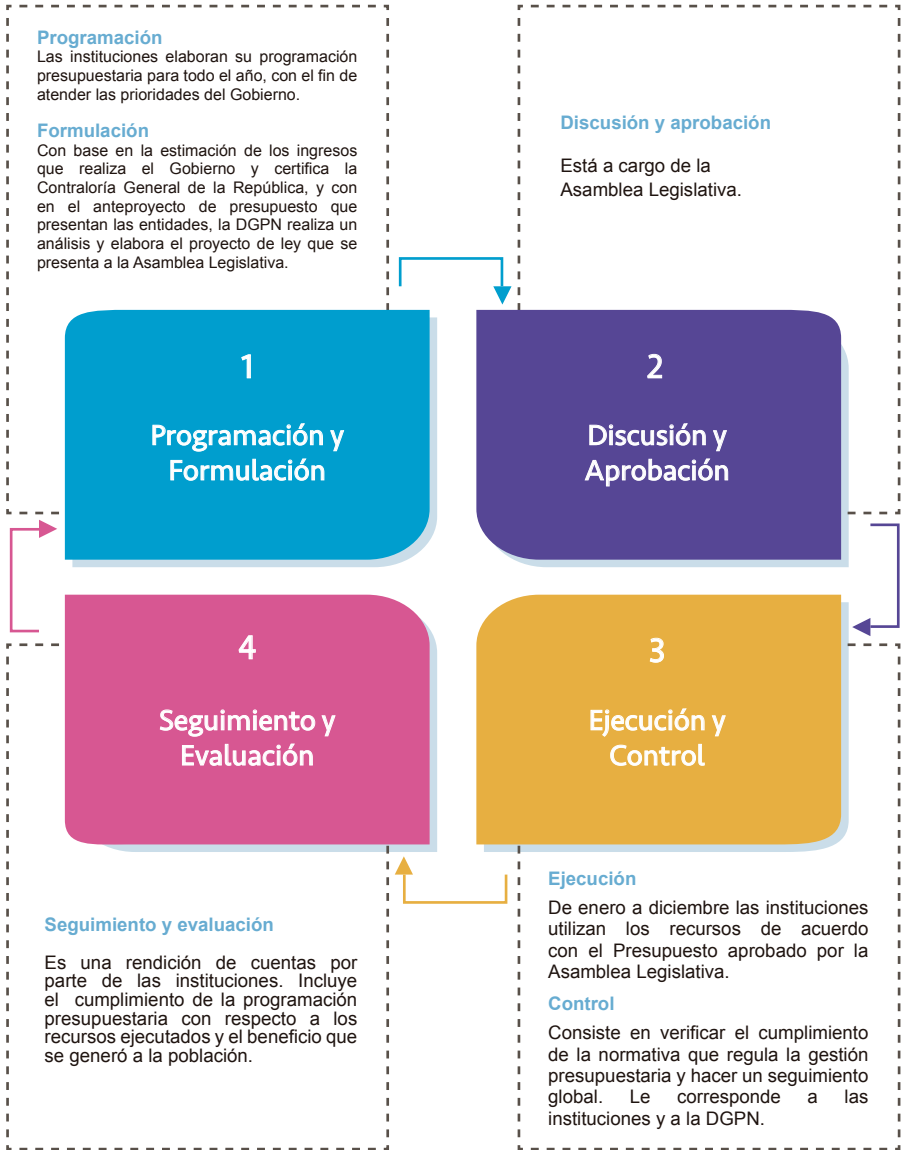 Programación
Las instituciones elaboran su programación
presupuestaria para todo el año, con el fin de
atender las prioridades del Gobierno.
Formulación
Con base en la estimación de los ingresos
que realiza el Gobierno y certifica la
Contraloría General de la República, y con
en el anteproyecto de presupuesto que
presentan las entidades, la DGPN realiza un
análisis y elabora el proyecto de ley que se
presenta a la Asamblea Legislativa.
Discusión y aprobación
Está a cargo de la
Asamblea Legislativa.
1
Programación y
Formulación
2
Discusión y
Aprobación
4
Seguimiento y
Evaluación
3
Ejecución y
Control
Seguimiento y evaluación
Es una rendición de cuentas por
parte de las instituciones. Incluye
el cumplimiento de la programación
presupuestaria con respecto a los
recursos ejecutados y el beneficio que
se generó a la población.
Ejecución
De enero a diciembre las instituciones
utilizan los recursos de acuerdo
con el Presupuesto aprobado por la
Asamblea Legislativa.
Control
Consiste en verificar el cumplimiento
de la normativa que regula la gestión
presupuestaria y hacer un seguimiento
global. Le corresponde a las
instituciones y a la DGPN.